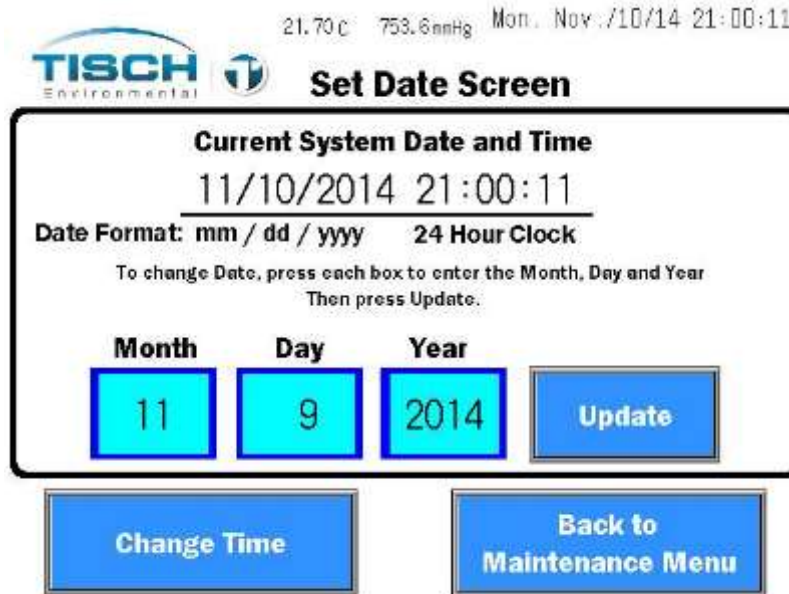 21.70C 753.6mmHg Mon. Nov./10/14 21:00:11
TISCH
Environmental
Set Date Screen
Current System Date and Time
11/10/2014 21:00:11
Date Format: mm / dd / yyyy 24 Hour Clock
To change Date, press each box to enter the Month, Day and Year
Then press Update.
Month Day Year
11 9 2014 Update
Change Time
Back to
Maintenance Menu